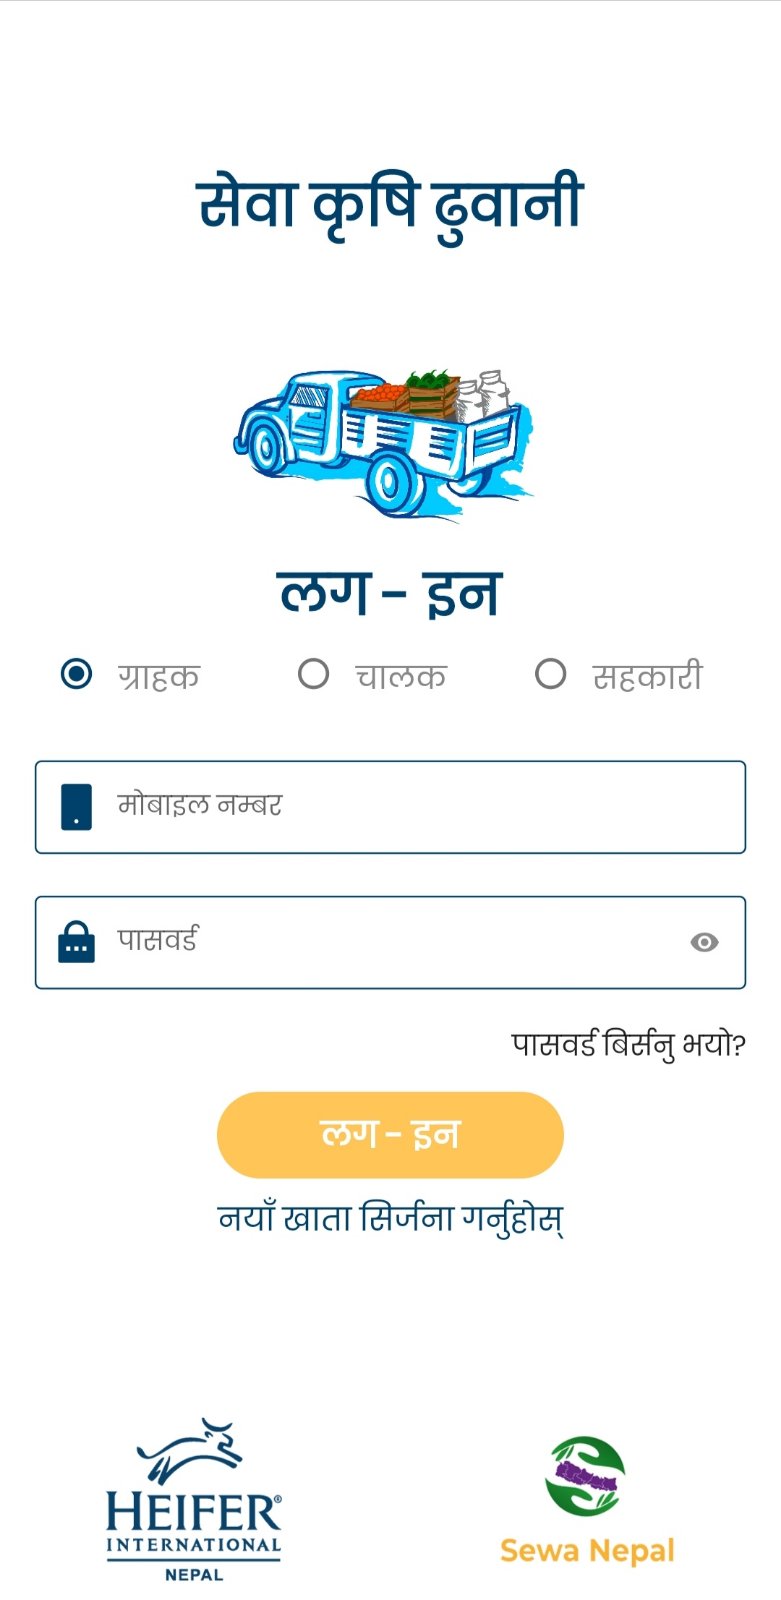 सेवा कृषि ढुवानी
लग - इन
ग्राहक चालक सहकारी
मोबाइल नम्बर
पासवर्ड
पासवर्ड बिर्सनु भयो?
लग - इन
नयाँ खाता सिर्जना गर्नुहोस्
HEIFER®
INTERNATIONAL
NEPAL
Sewa Nepal